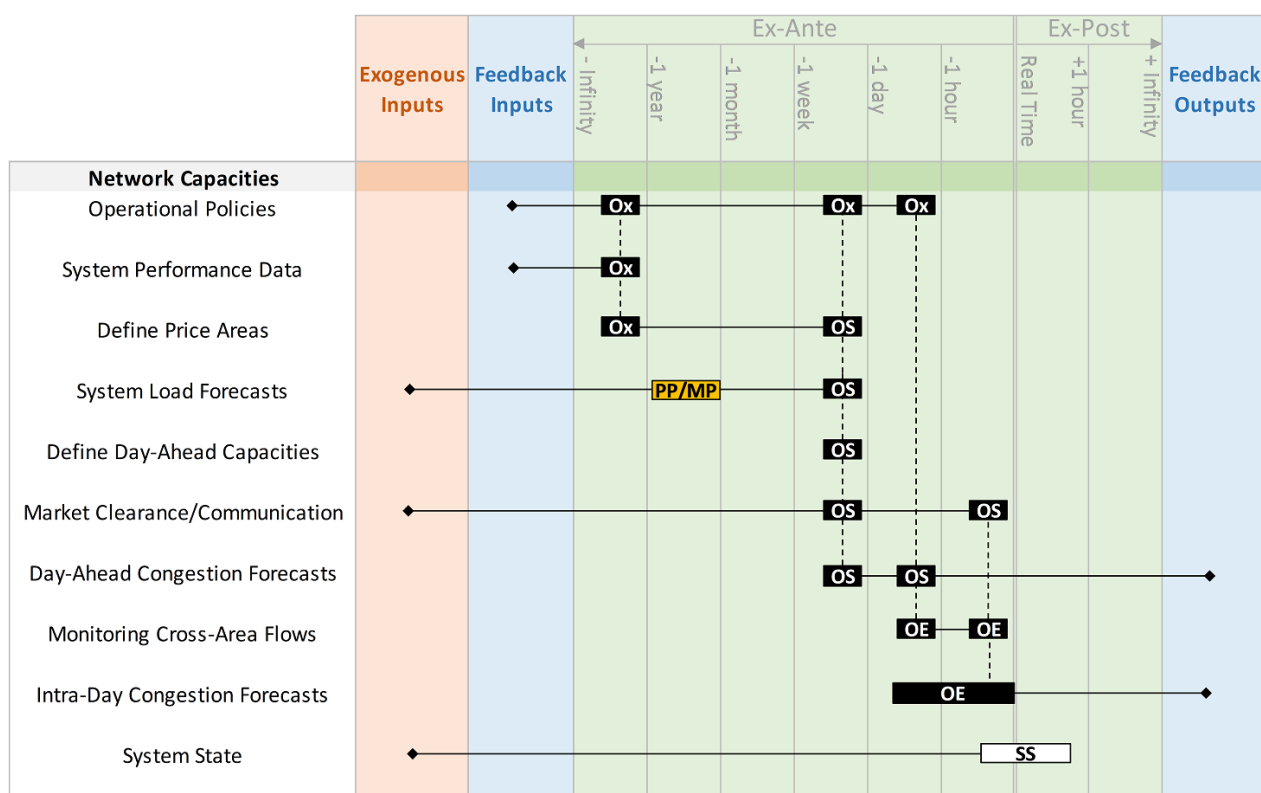 Ex-Ante
Ex-Post
Exogenous
Inputs
Feedback
Inputs
- Infinity
-1 year
-1 month
-1 week
-1 day
-1 hour
Real Time
+1 hour
+ Infinity
Feedback
Outputs
Network Capacities
Operational Policies
Ox
Ox
Ox
System Performance Data
Ox
Define Price Areas
Ox
OS
System Load Forecasts
PP/MP
OS
Define Day-Ahead Capacities
OS
Market Clearance/Communication
OS
OS
Day-Ahead Congestion Forecasts
OS
OS
Monitoring Cross-Area Flows
OE
OE
Intra-Day Congestion Forecasts
OE
System State
SS